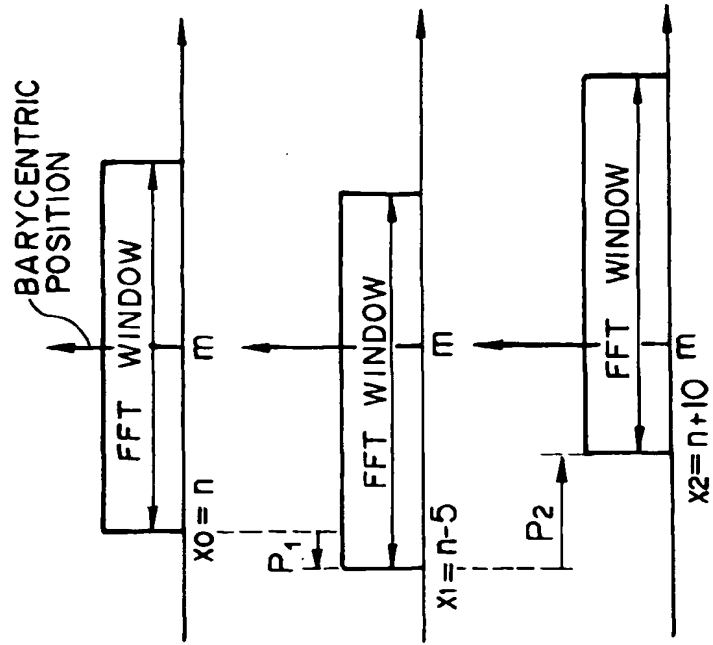 BARYCENTRIC
POSITION
FFT WINDOW
m
X0 = n
P1
FFT WINDOW
m
X1 = n-5
P2
FFT WINDOW
m
X2 = n+10